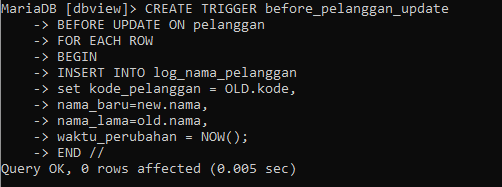 MariaDB [dbview]> CREATE TRIGGER before_pelanggan_update
    -> BEFORE UPDATE ON pelanggan
    -> FOR EACH ROW
    -> BEGIN
    -> INSERT INTO log_nama_pelanggan
    -> set kode_pelanggan = OLD.kode,
    -> nama_baru=new.nama,
    -> nama_lama=old.nama,
    -> waktu_perubahan = NOW();
    -> END //
Query OK, 0 rows affected (0.005 sec)